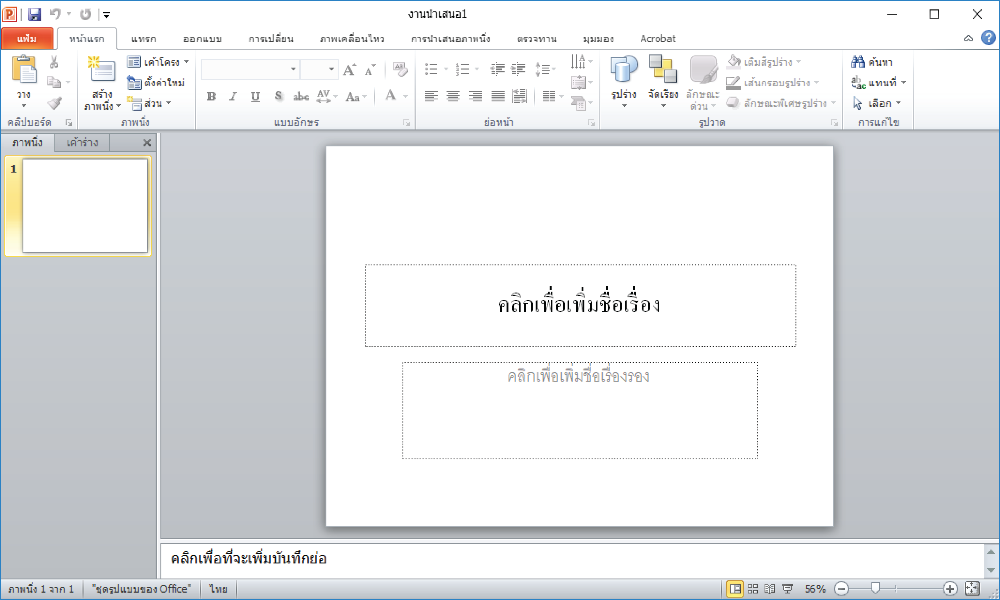 งานนำเสนอ1
แฟ้ม หน้าแรก แทรก ออกแบบ การเปลี่ยน ภาพเคลื่อนไหว การนำเสนอภาพนิ่ง ตรวจทาน มุมมอง Acrobat
วาง
คลิปบอร์ด
สร้าง
ภาพนิ่ง
เค้าโครง
ตั้งค่าใหม่
ส่วน
ภาพนิ่ง
แบบอักษร
ย่อหน้า
รูปร่าง
จัดเรียง
ลักษณะ
ด่วน
เติมสีรูปร่าง
เส้นกรอบรูปร่าง
ลักษณะพิเศษรูปร่าง
รูปวาด
ค้นหา
แทนที่
เลือก
การแก้ไข
ภาพนิ่ง เค้าร่าง
1
คลิกเพื่อเพิ่มชื่อเรื่อง
คลิกเพื่อเพิ่มชื่อเรื่องรอง
คลิกเพื่อที่จะเพิ่มบันทึกย่อ
ภาพนิ่ง 1 จาก 1 "ชุดรูปแบบของ Office" ไทย 56%